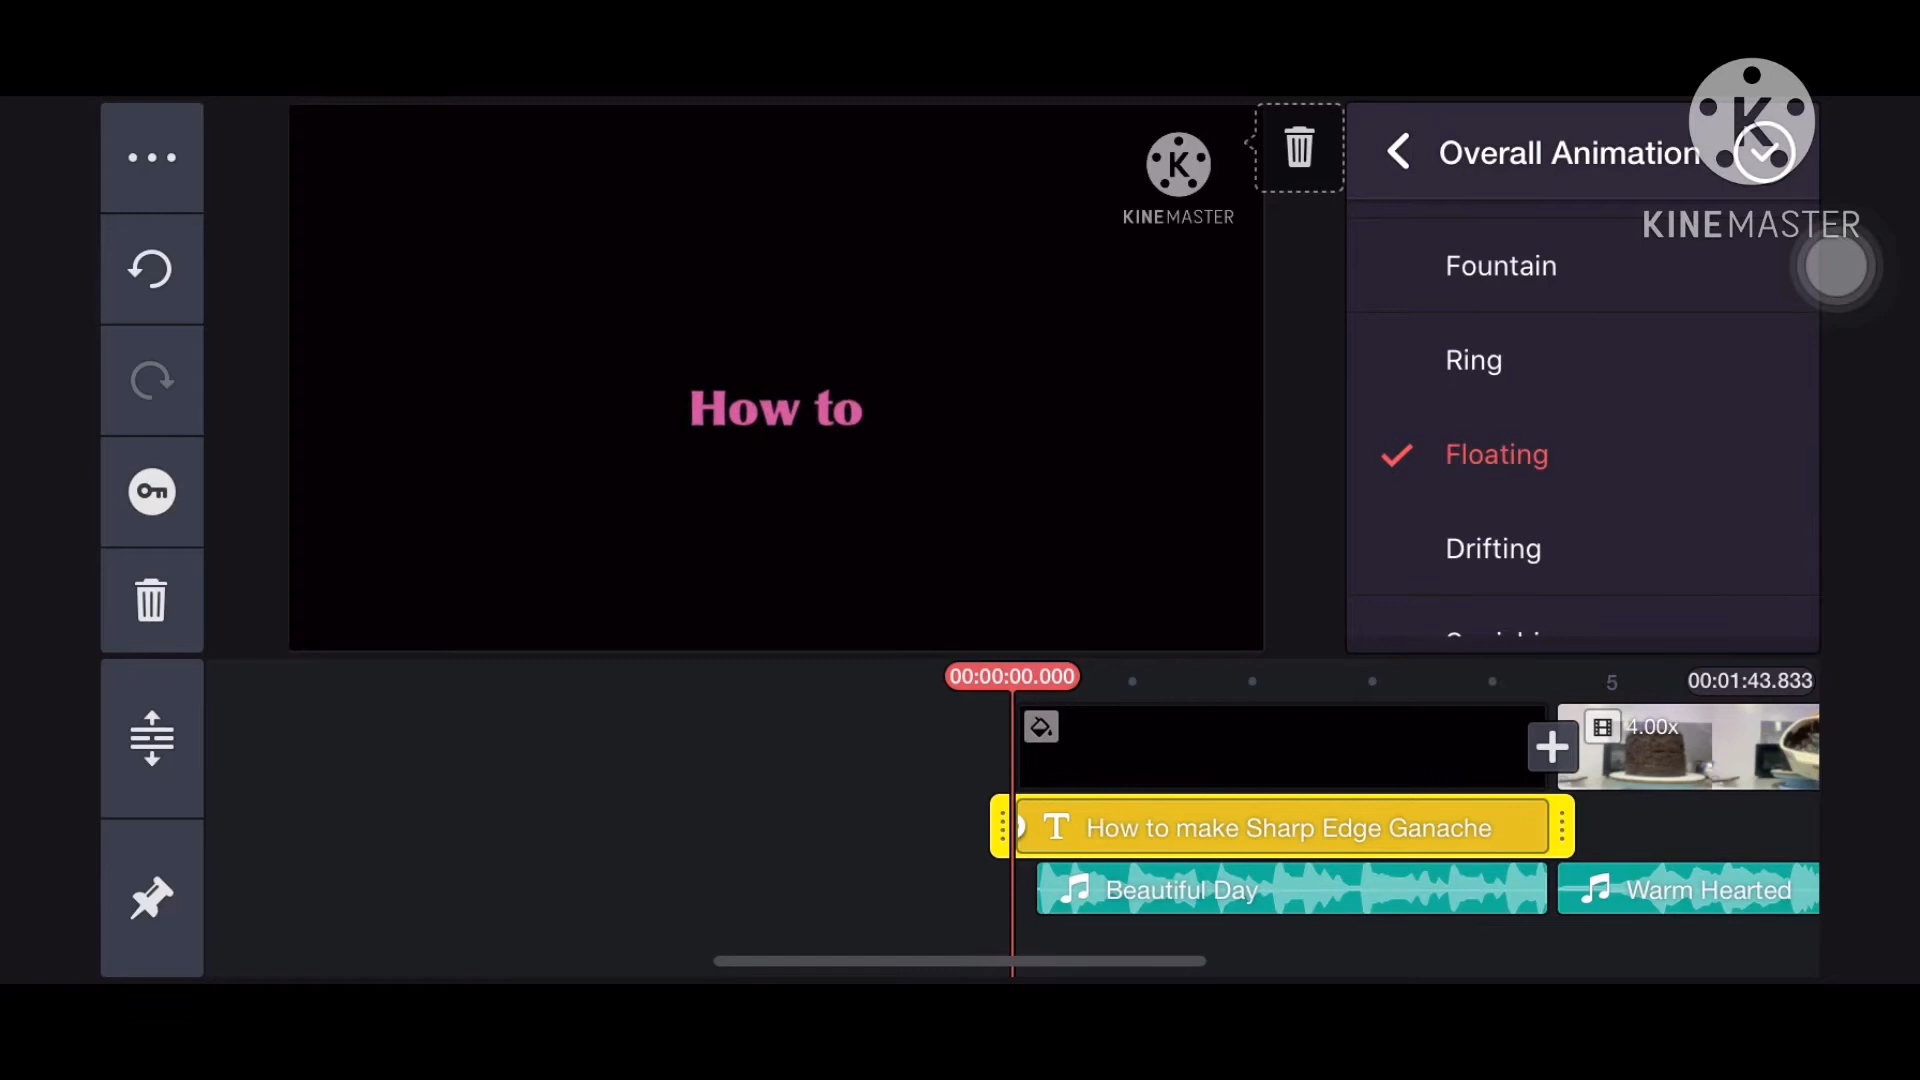 Overall Animation
KINEMASTER
KINEMASTER
Fountain
Ring
Floating
Drifting
How to
00:00:00.000
5
00:01:43.833
4.00x
T How to make Sharp Edge Ganache
Beautiful Day
Warm Hearted